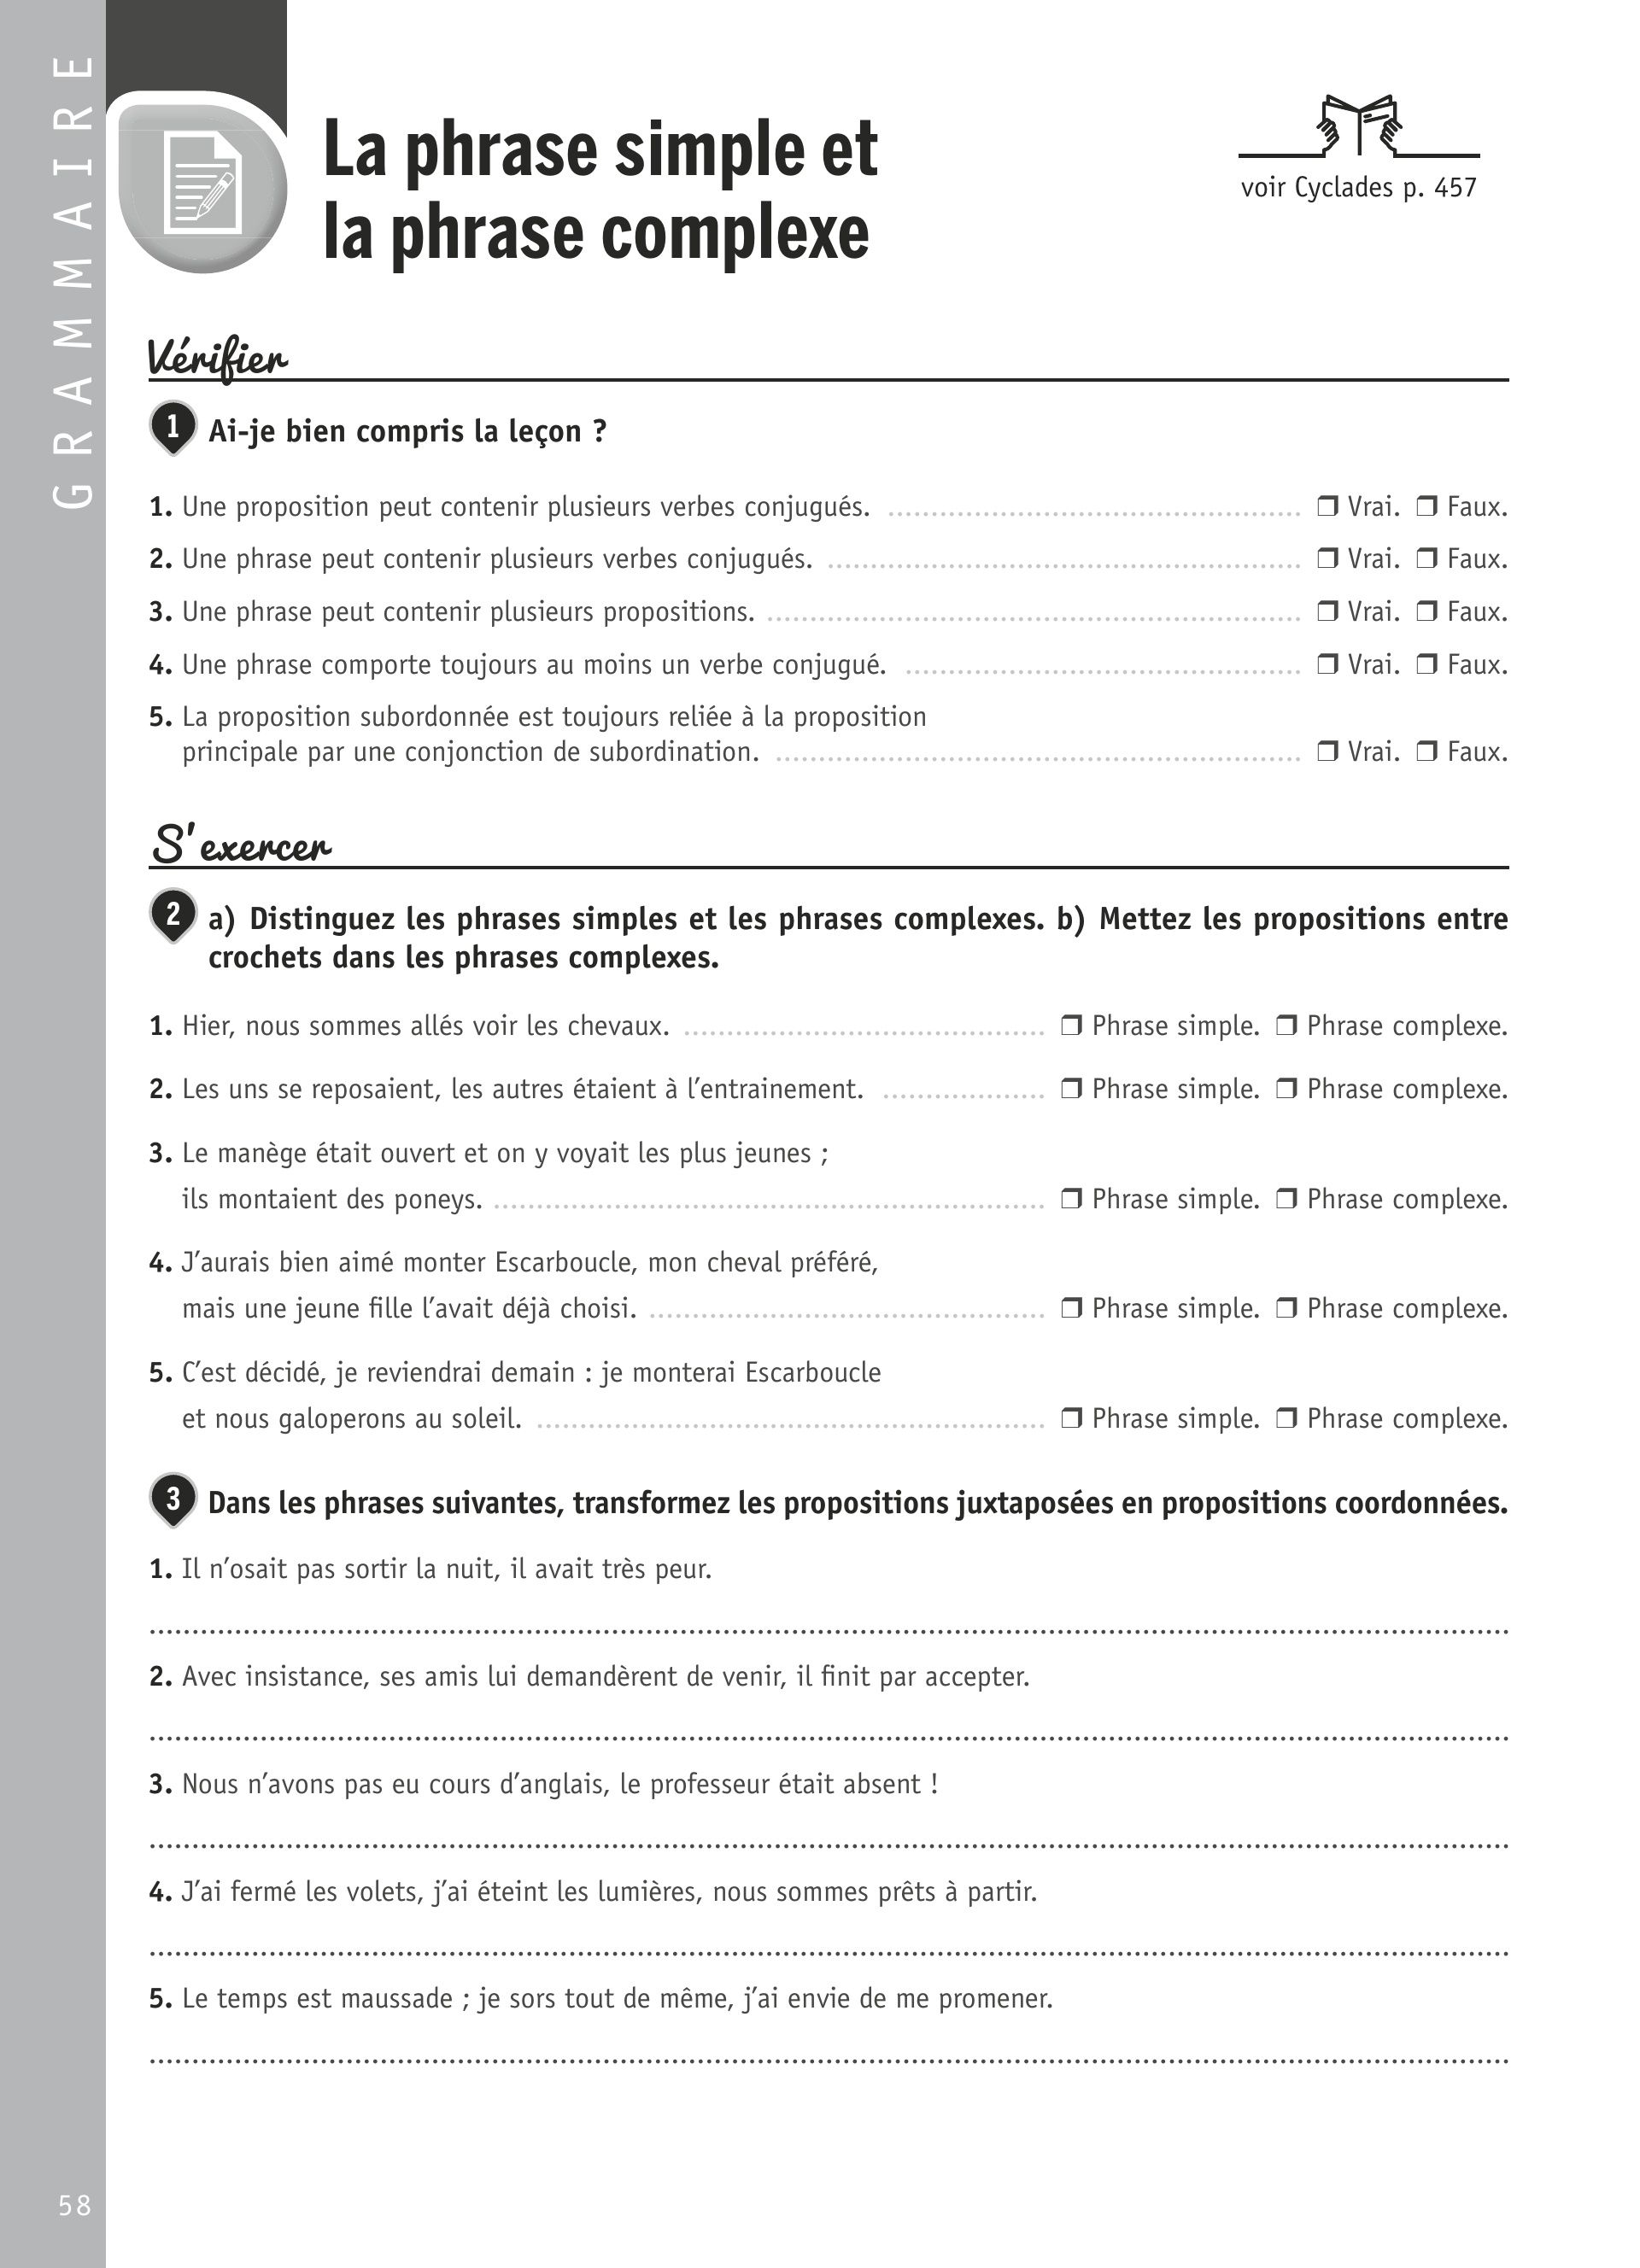 GRAMMAIRE
La phrase simple et
la phrase complexe
voir Cyclades p. 457
Vérifier
1 Ai-je bien compris la leçon ?
1. Une proposition peut contenir plusieurs verbes conjugués. ................................................ ❒ Vrai. ❒ Faux.
2. Une phrase peut contenir plusieurs verbes conjugués. ....................................................... ❒ Vrai. ❒ Faux.
3. Une phrase peut contenir plusieurs propositions. .............................................................. ❒ Vrai. ❒ Faux.
4. Une phrase comporte toujours au moins un verbe conjugué. .............................................. ❒ Vrai. ❒ Faux.
5. La proposition subordonnée est toujours reliée à la proposition
principale par une conjonction de subordination. ............................................................. ❒ Vrai. ❒ Faux.
S'exercer
2 a) Distinguez les phrases simples et les phrases complexes. b) Mettez les propositions entre
crochets dans les phrases complexes.
1. Hier, nous sommes allés voir les chevaux. .......................................... ❒ Phrase simple. ❒ Phrase complexe.
2. Les uns se reposaient, les autres étaient à l’entrainement. ................... ❒ Phrase simple. ❒ Phrase complexe.
3. Le manège était ouvert et on y voyait les plus jeunes ;
ils montaient des poneys. ................................................................ ❒ Phrase simple. ❒ Phrase complexe.
4. J’aurais bien aimé monter Escarboucle, mon cheval préféré,
mais une jeune fille l’avait déjà choisi. .............................................. ❒ Phrase simple. ❒ Phrase complexe.
5. C’est décidé, je reviendrai demain : je monterai Escarboucle
et nous galoperons au soleil. ........................................................... ❒ Phrase simple. ❒ Phrase complexe.
3 Dans les phrases suivantes, transformez les propositions juxtaposées en propositions coordonnées.
1. Il n’osait pas sortir la nuit, il avait très peur.
................................................................................
2. Avec insistance, ses amis lui demandèrent de venir, il finit par accepter.
................................................................................
3. Nous n’avons pas eu cours d’anglais, le professeur était absent !
................................................................................
4. J’ai fermé les volets, j’ai éteint les lumières, nous sommes prêts à partir.
................................................................................
5. Le temps est maussade ; je sors tout de même, j’ai envie de me promener.
................................................................................
58